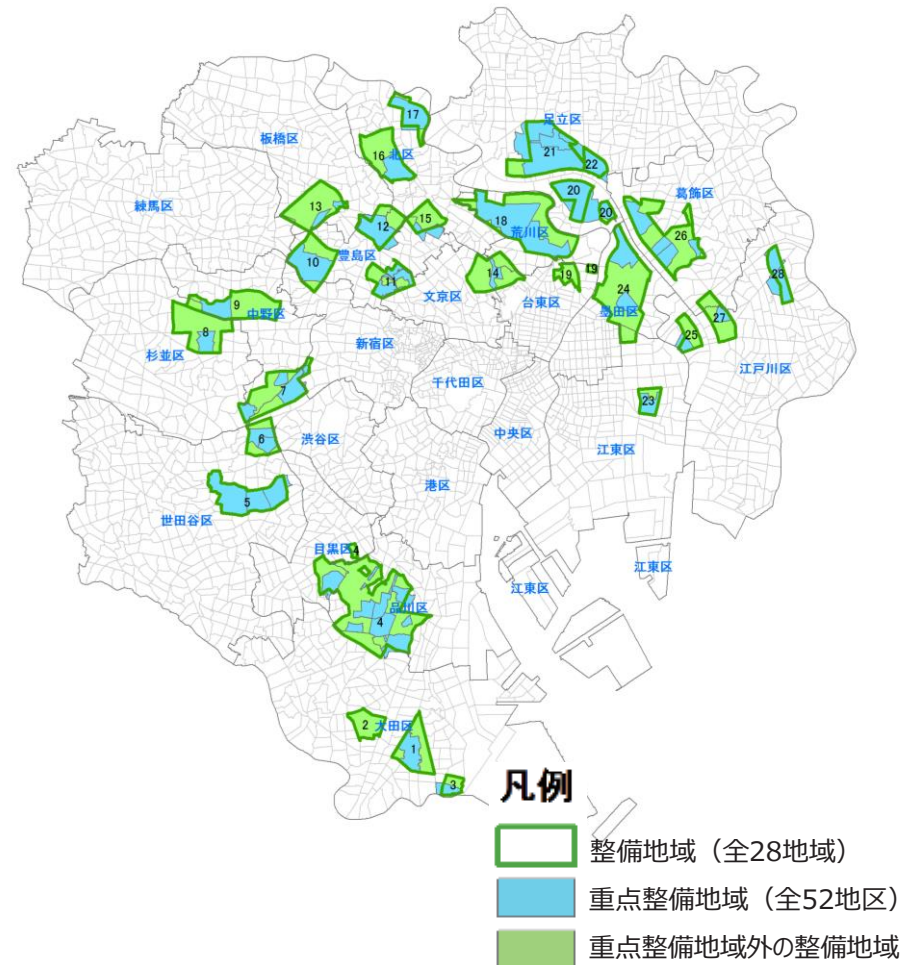 17
足立区
板橋区
16
北区
21
22
練馬区
20
葛飾区
13
12
15
18
荒川区
20
26
10
豊島区
11
文京区
14
19
19
台東区
24
墨田区
28
9
中野区
8
杉並区
新宿区
27
25
江戸川区
7
千代田区
23
6
渋谷区
中央区
江東区
5
世田谷区
港区
目黒区
4
江東区
江東区
品川区
4
2
大田区
1
3
凡例
整備地域（全28地域）
重点整備地域（全52地区）
重点整備地域外の整備地域